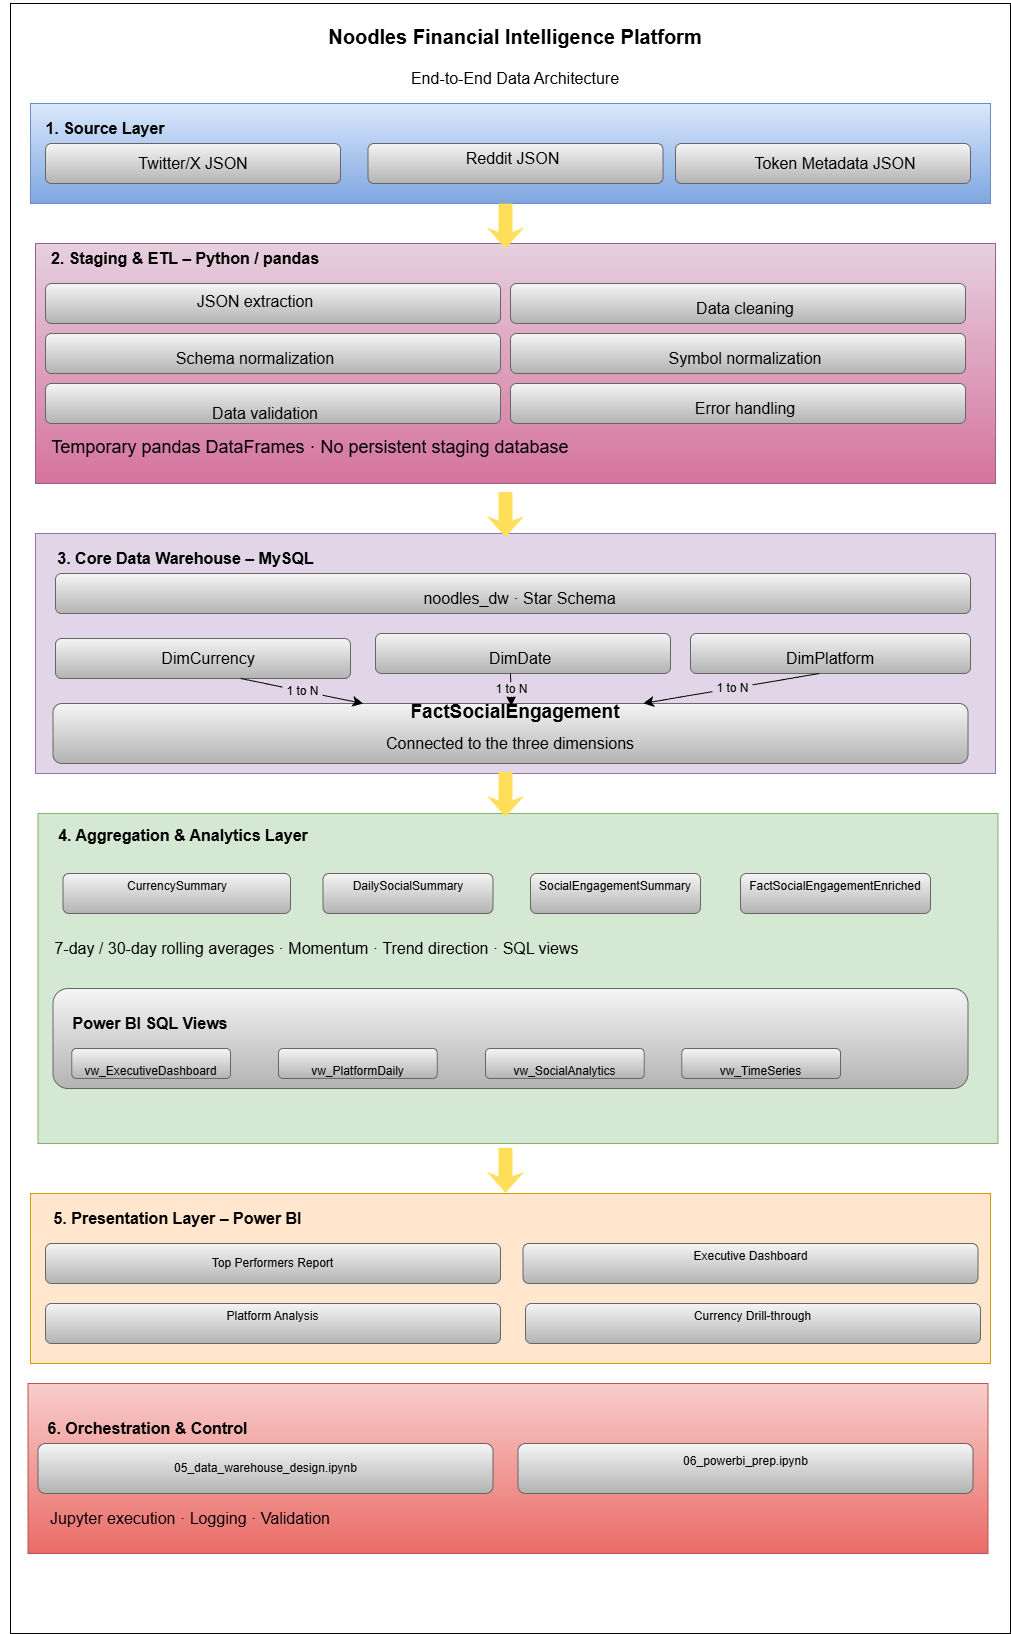 Noodles Financial Intelligence Platform
End-to-End Data Architecture
1. Source Layer
Twitter/X JSON
Reddit JSON
Token Metadata JSON
2. Staging & ETL – Python / pandas
JSON extraction
Data cleaning
Schema normalization
Symbol normalization
Data validation
Error handling
Temporary pandas DataFrames · No persistent staging database
3. Core Data Warehouse – MySQL
noodles_dw · Star Schema
DimCurrency
DimDate
DimPlatform
1 to N
1 to N
1 to N
FactSocialEngagement
Connected to the three dimensions
4. Aggregation & Analytics Layer
CurrencySummary
DailySocialSummary
SocialEngagementSummary
FactSocialEngagementEnriched
7-day / 30-day rolling averages · Momentum · Trend direction · SQL views
Power BI SQL Views
vw_ExecutiveDashboard
vw_PlatformDaily
vw_SocialAnalytics
vw_TimeSeries
5. Presentation Layer – Power BI
Top Performers Report
Executive Dashboard
Platform Analysis
Currency Drill-through
6. Orchestration & Control
05_data_warehouse_design.ipynb
06_powerbi_prep.ipynb
Jupyter execution · Logging · Validation